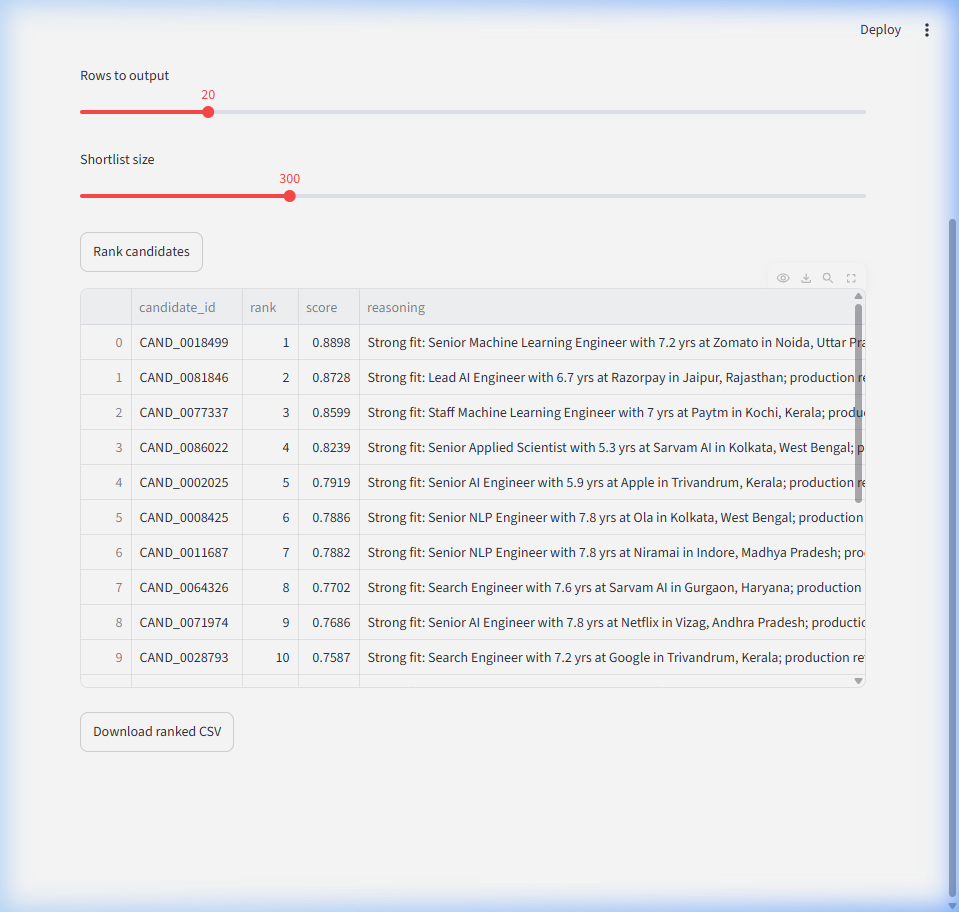 Deploy
Rows to output
20
Shortlist size
300
Rank candidates
candidate_id rank score reasoning
0 CAND_0018499 1 0.8898 Strong fit: Senior Machine Learning Engineer with 7.2 yrs at Zomato in Noida, Uttar Pra
1 CAND_0081846 2 0.8728 Strong fit: Lead AI Engineer with 6.7 yrs at Razorpay in Jaipur, Rajasthan; production re
2 CAND_0077337 3 0.8599 Strong fit: Staff Machine Learning Engineer with 7 yrs at Paytm in Kochi, Kerala; produ
3 CAND_0086022 4 0.8239 Strong fit: Senior Applied Scientist with 5.3 yrs at Sarvam AI in Kolkata, West Bengal; p
4 CAND_0002025 5 0.7919 Strong fit: Senior AI Engineer with 5.9 yrs at Apple in Trivandrum, Kerala; production re
5 CAND_0008425 6 0.7886 Strong fit: Senior NLP Engineer with 7.8 yrs at Ola in Kolkata, West Bengal; production
6 CAND_0011687 7 0.7882 Strong fit: Senior NLP Engineer with 7.8 yrs at Niramai in Indore, Madhya Pradesh; pro
7 CAND_0064326 8 0.7702 Strong fit: Search Engineer with 7.6 yrs at Sarvam AI in Gurgaon, Haryana; production
8 CAND_0071974 9 0.7686 Strong fit: Senior AI Engineer with 7.8 yrs at Netflix in Vizag, Andhra Pradesh; productio
9 CAND_0028793 10 0.7587 Strong fit: Search Engineer with 7.2 yrs at Google in Trivandrum, Kerala; production re
Download ranked CSV